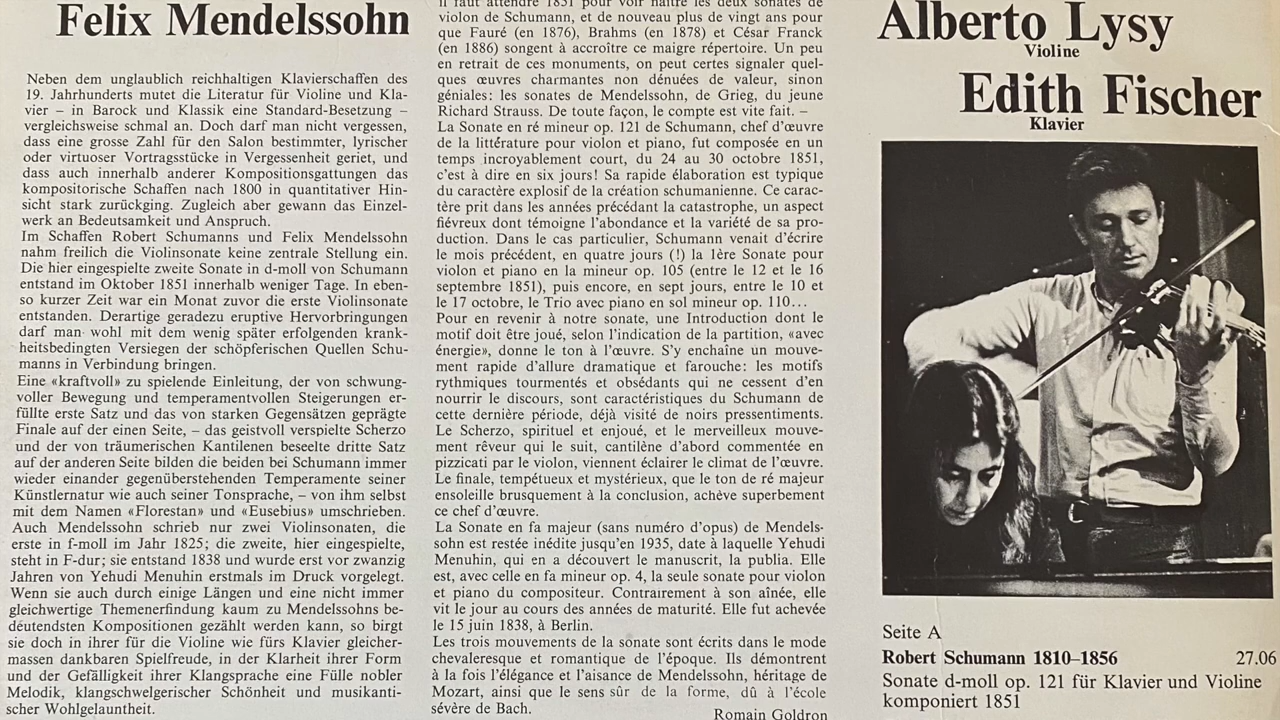 Felix Mendelssohn
Neben dem unglaublich reichhaltigen Klavierschaffen des
19. Jahrhunderts mutet die Literatur für Violine und Kla-
vier – in Barock und Klassik eine Standard-Besetzung –
vergleichsweise schmal an. Doch darf man nicht vergessen,
dass eine grosse Zahl für den Salon bestimmter, lyrischer
oder virtuoser Vortragsstücke in Vergessenheit geriet, und
dass auch innerhalb anderer Kompositionsgattungen das
kompositorische Schaffen nach 1800 in quantitativer Hin-
sicht stark zurückging. Zugleich aber gewann das Einzel-
werk an Bedeutsamkeit und Anspruch.
Im Schaffen Robert Schumanns und Felix Mendelssohn
nahm freilich die Violinsonate keine zentrale Stellung ein.
Die hier eingespielte zweite Sonate in d-moll von Schumann
entstand im Oktober 1851 innerhalb weniger Tage. In eben-
so kurzer Zeit war ein Monat zuvor die erste Violinsonate
entstanden. Derartige geradezu eruptive Hervorbringungen
darf man wohl mit dem wenig später erfolgenden krank-
heitsbedingten Versiegen der schöpferischen Quellen Schu-
manns in Verbindung bringen.
Eine «kraftvoll» zu spielende Einleitung, der von schwung-
voller Bewegung und temperamentvollen Steigerungen er-
füllte erste Satz und das von starken Gegensätzen geprägte
Finale auf der einen Seite, – das geistvoll verspielte Scherzo
und der von träumerischen Kantilenen beseelte dritte Satz
auf der anderen Seite bilden die beiden bei Schumann immer
wieder einander gegenüberstehenden Temperamente seiner
Künstlernatur wie auch seiner Tonsprache, – von ihm selbst
mit dem Namen «Florestan» und «Eusebius» umschrieben.
Auch Mendelssohn schrieb nur zwei Violinsonaten, die
erste in f-moll im Jahr 1825; die zweite, hier eingespielte,
steht in F-dur; sie entstand 1838 und wurde erst vor zwanzig
Jahren von Yehudi Menuhin erstmals im Druck vorgelegt.
Wenn sie auch durch einige Längen und eine nicht immer
gleichwertige Themenerfindung kaum zu Mendelssohns be-
deutendsten Kompositionen gezählt werden kann, so birgt
sie doch in ihrer für die Violine wie fürs Klavier gleicher-
massen dankbaren Spielfreude, in der Klarheit ihrer Form
und der Gefälligkeit ihrer Klangsprache eine Fülle nobler
Melodik, klangschwelgerischer Schönheit und musikanti-
scher Wohlgelauntheit.
Il faut attendre 1851 pour voir naître les deux sonates de
violon de Schumann, et de nouveau plus de vingt ans pour
que Fauré (en 1876), Brahms (en 1878) et César Franck
(en 1886) songent à accroître ce maigre répertoire. Un peu
en retrait de ces monuments, on peut certes signaler quel-
ques œuvres charmantes non dénuées de valeur, sinon
géniales: les sonates de Mendelssohn, de Grieg, du jeune
Richard Strauss. De toute façon, le compte est vite fait. –
La Sonate en ré mineur op. 121 de Schumann, chef d'œuvre
de la littérature pour violon et piano, fut composée en un
temps incroyablement court, du 24 au 30 octobre 1851,
c'est à dire en six jours! Sa rapide élaboration est typique
du caractère explosif de la création schumanienne. Ce carac-
tère prit dans les années précédant la catastrophe, un aspect
fiévreux dont témoigne l'abondance et la variété de sa pro-
duction. Dans le cas particulier, Schumann venait d'écrire
le mois précédent, en quatre jours (!) la 1ère Sonate pour
violon et piano en la mineur op. 105 (entre le 12 et le 16
septembre 1851), puis encore, en sept jours, entre le 10 et
le 17 octobre, le Trio avec piano en sol mineur op. 110...
Pour en revenir à notre sonate, une Introduction dont le
motif doit être joué, selon l'indication de la partition, «avec
énergie», donne le ton à l'œuvre. S'y enchaîne un mouve-
ment rapide d'allure dramatique et farouche: les motifs
rythmiques tourmentés et obsédants qui ne cessent d'en
nourrir le discours, sont caractéristiques du Schumann de
cette dernière période, déjà visité de noirs pressentiments.
Le Scherzo, spirituel et enjoué, et le merveilleux mouve-
ment rêveur qui le suit, cantilène d'abord commentée en
pizzicati par le violon, viennent éclairer le climat de l'œuvre.
Le finale, tempétueux et mystérieux, que le ton de ré majeur
ensoleille brusquement à la conclusion, achève superbement
ce chef d'œuvre.
La Sonate en fa majeur (sans numéro d'opus) de Mendels-
sohn est restée inédite jusqu'en 1935, date à laquelle Yehudi
Menuhin, qui en a découvert le manuscrit, la publia. Elle
est, avec celle en fa mineur op. 4, la seule sonate pour violon
et piano du compositeur. Contrairement à son aînée, elle
vit le jour au cours des années de maturité. Elle fut achevée
le 15 juin 1838, à Berlin.
Les trois mouvements de la sonate sont écrits dans le mode
chevaleresque et romantique de l'époque. Ils démontrent
à la fois l'élégance et l'aisance de Mendelssohn, héritage de
Mozart, ainsi que le sens sûr de la forme, dû à l'école
sévère de Bach.
Romain Goldron
Alberto Lysy
Violine
Edith Fischer
Klavier
Seite A
Robert Schumann 1810–1856 27.06
Sonate d-moll op. 121 für Klavier und Violine
komponiert 1851